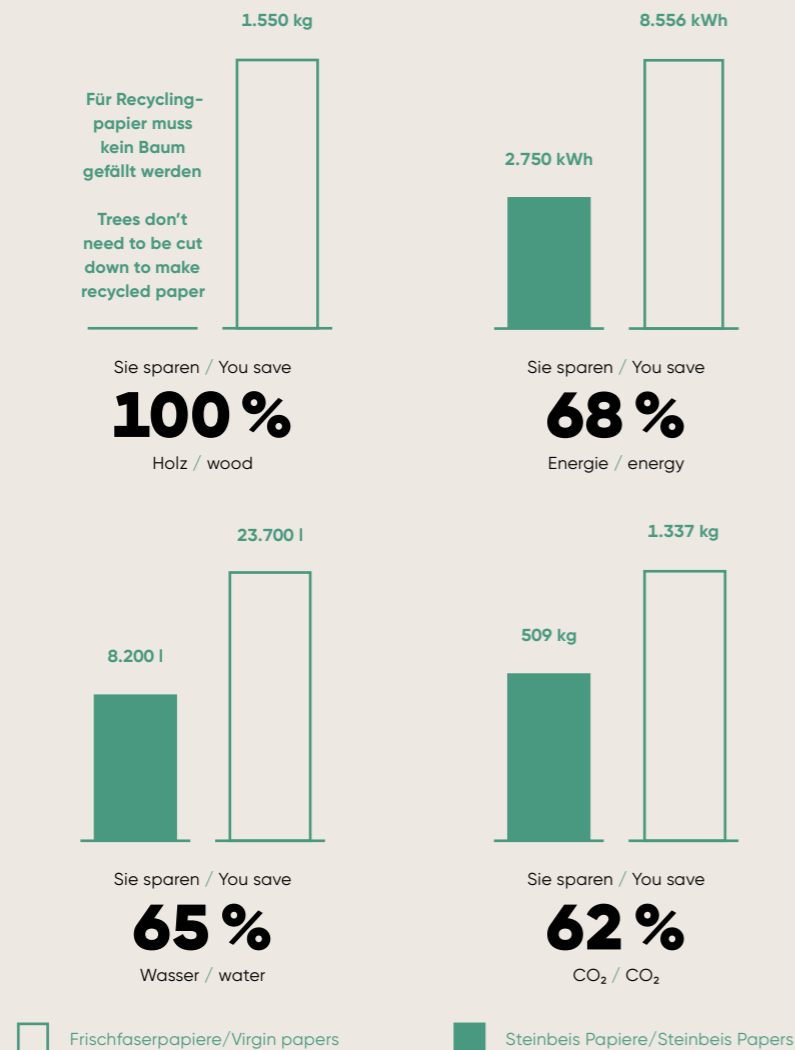 1.550 kg
Für Recycling-
papier muss
kein Baum
gefällt werden
Trees don't
need to be cut
down to make
recycled paper
Sie sparen / You save
100 %
Holz / wood
8.556 kWh
2.750 kWh
Sie sparen / You save
68 %
Energie / energy
23.700 l
8.200 l
Sie sparen / You save
65 %
Wasser / water
1.337 kg
509 kg
Sie sparen / You save
62 %
CO₂ / CO₂
Frischfaserpapiere/Virgin papers
Steinbeis Papiere/Steinbeis Papers